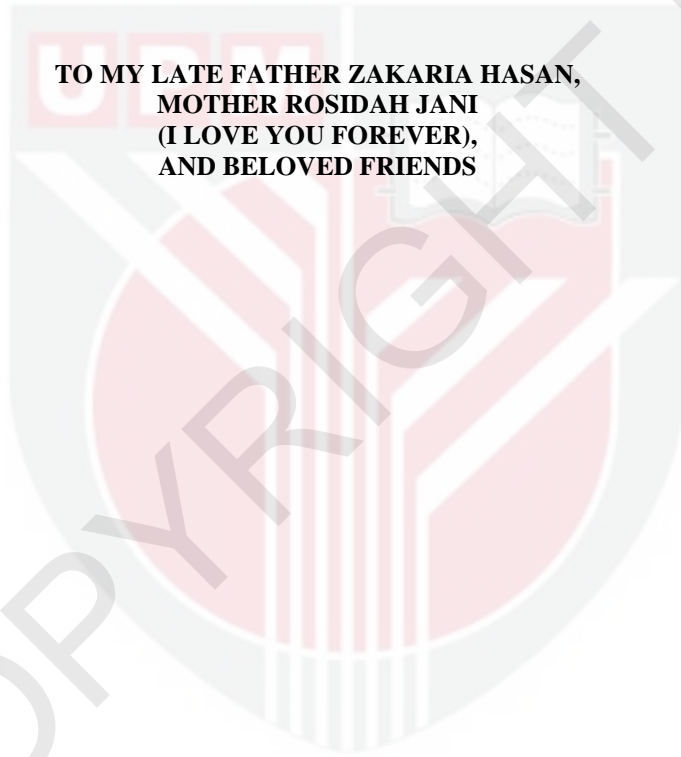 UPM
TO MY LATE FATHER ZAKARIA HASAN,
MOTHER ROSIDAH JANI
(I LOVE YOU FOREVER),
AND BELOVED FRIENDS
COPYRIGHT